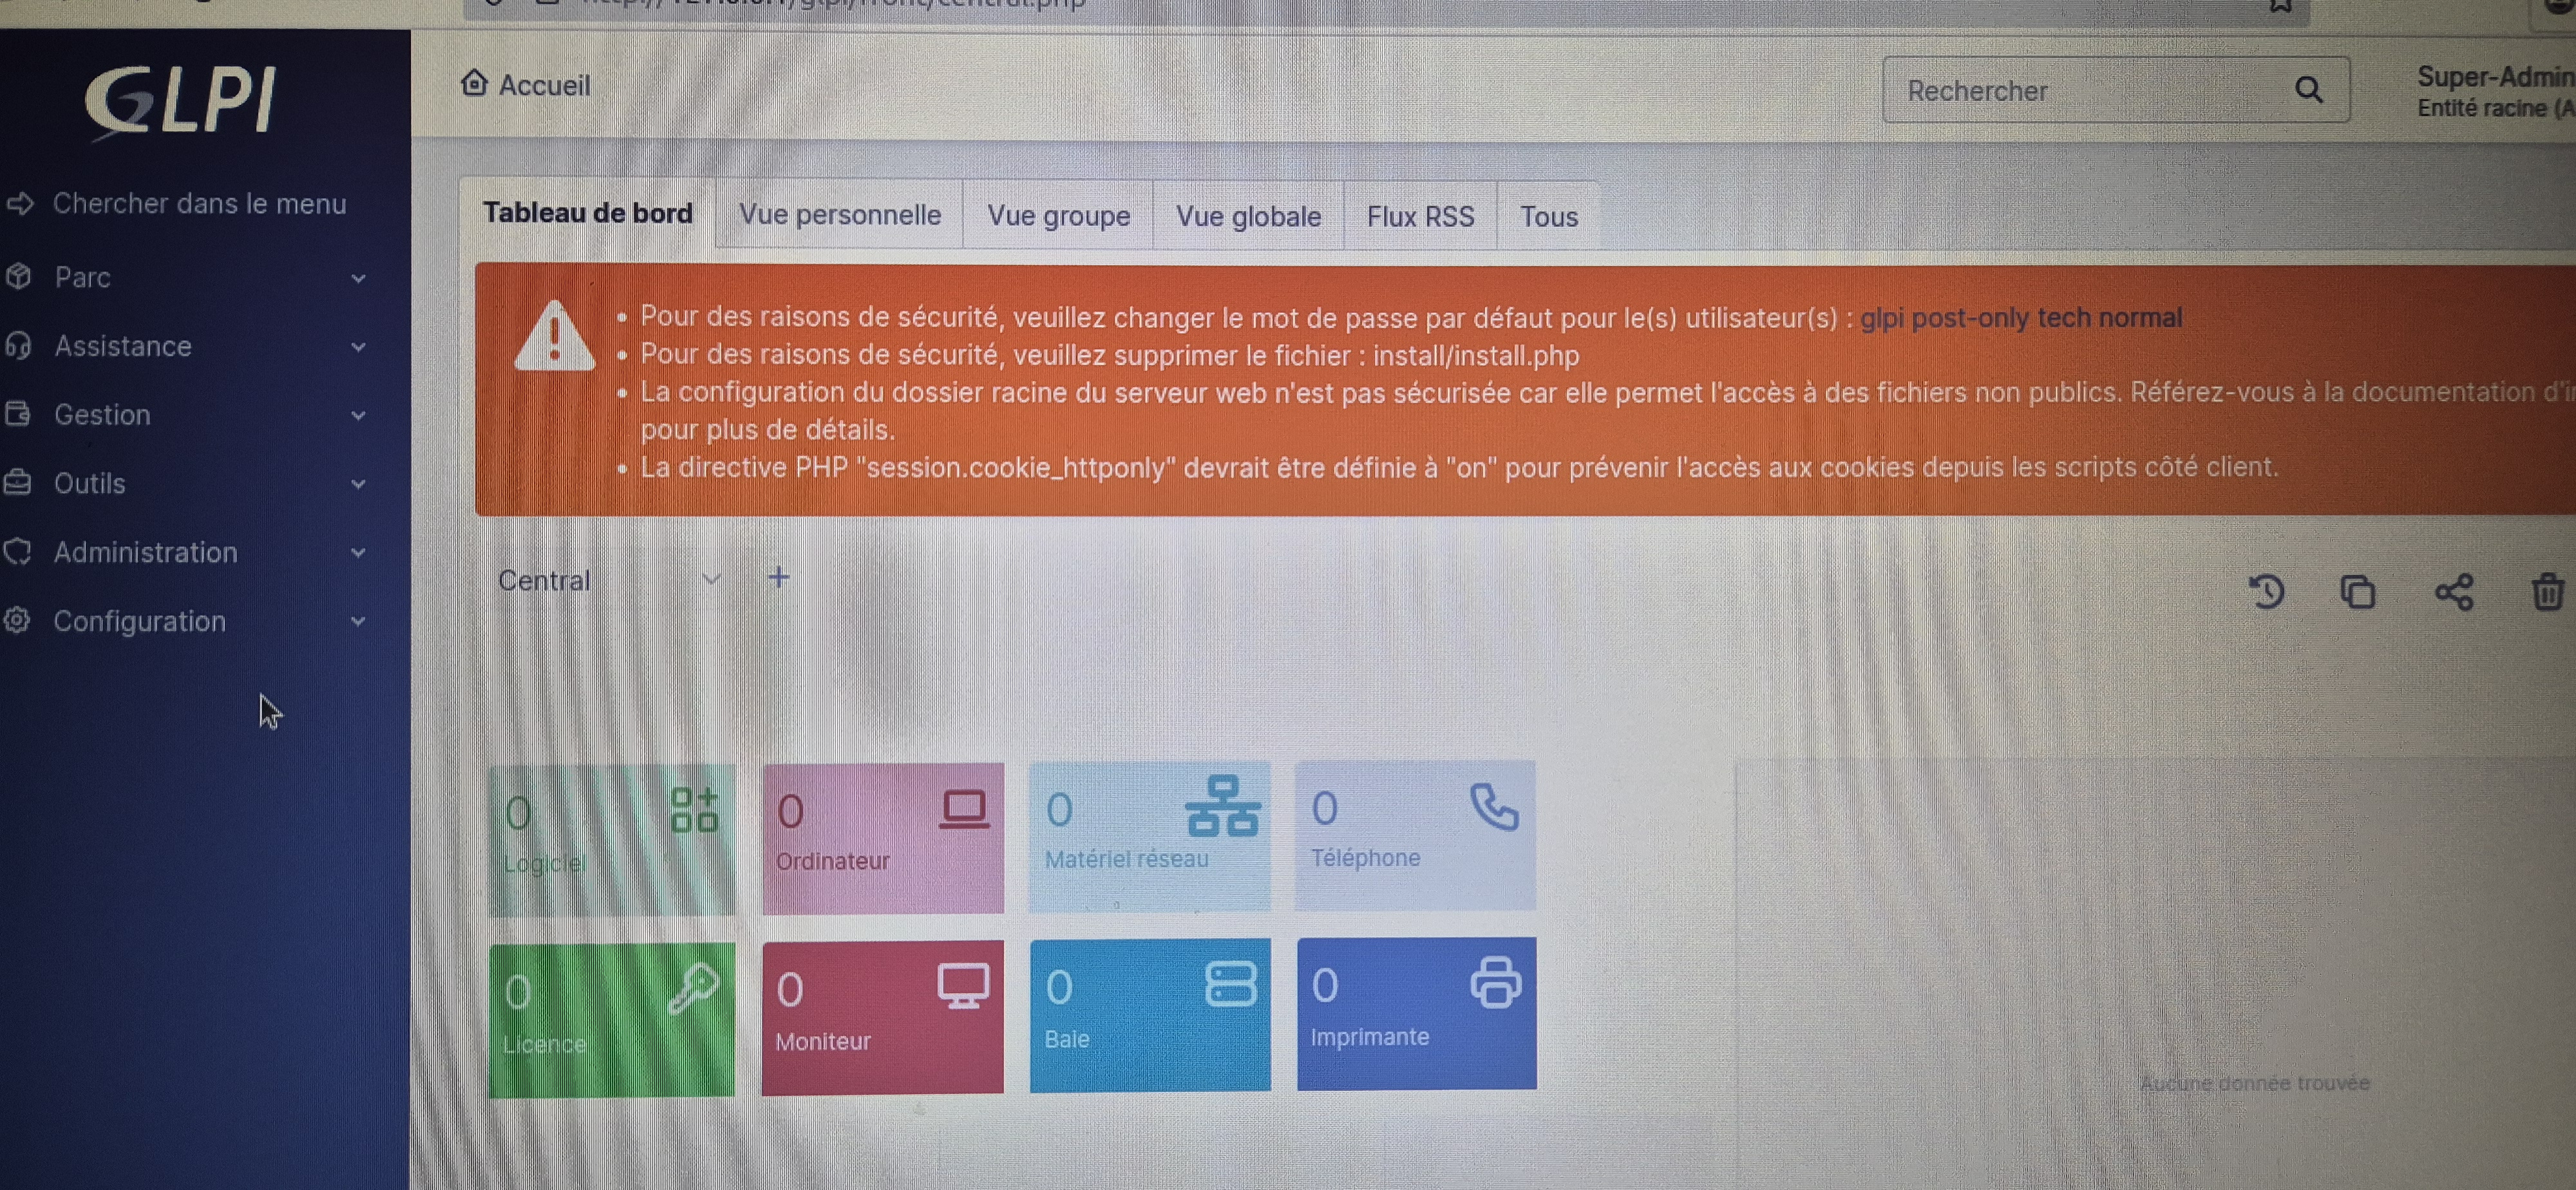 GLPI
Accueil
Rechercher
Super-Admin
Entité racine (A
Chercher dans le menu
Parc
Assistance
Gestion
Outils
Administration
Configuration
Tableau de bord
Vue personnelle
Vue groupe
Vue globale
Flux RSS
Tous
• Pour des raisons de sécurité, veuillez changer le mot de passe par défaut pour le(s) utilisateur(s) : glpi post-only tech normal
• Pour des raisons de sécurité, veuillez supprimer le fichier : install/install.php
• La configuration du dossier racine du serveur web n'est pas sécurisée car elle permet l'accès à des fichiers non publics. Référez-vous à la documentation
pour plus de détails.
• La directive PHP "session.cookie_httponly" devrait être définie à "on" pour prévenir l'accès aux cookies depuis les scripts côté client.
Central
0
Logiciel
0
Ordinateur
0
Matériel réseau
0
Téléphone
0
Licence
0
Moniteur
0
Baie
0
Imprimante
Aucune donnée trouvée